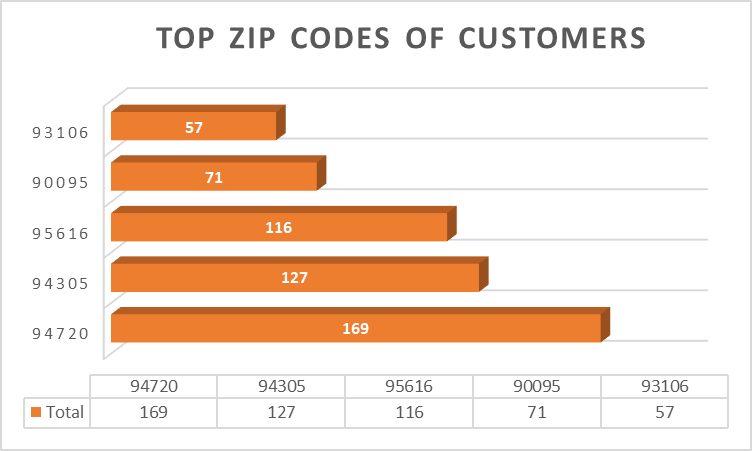 TOP ZIP CODES OF CUSTOMERS
93106 57
90095 71
95616 116
94305 127
94720 169
94720 94305 95616 90095 93106
Total 169 127 116 71 57